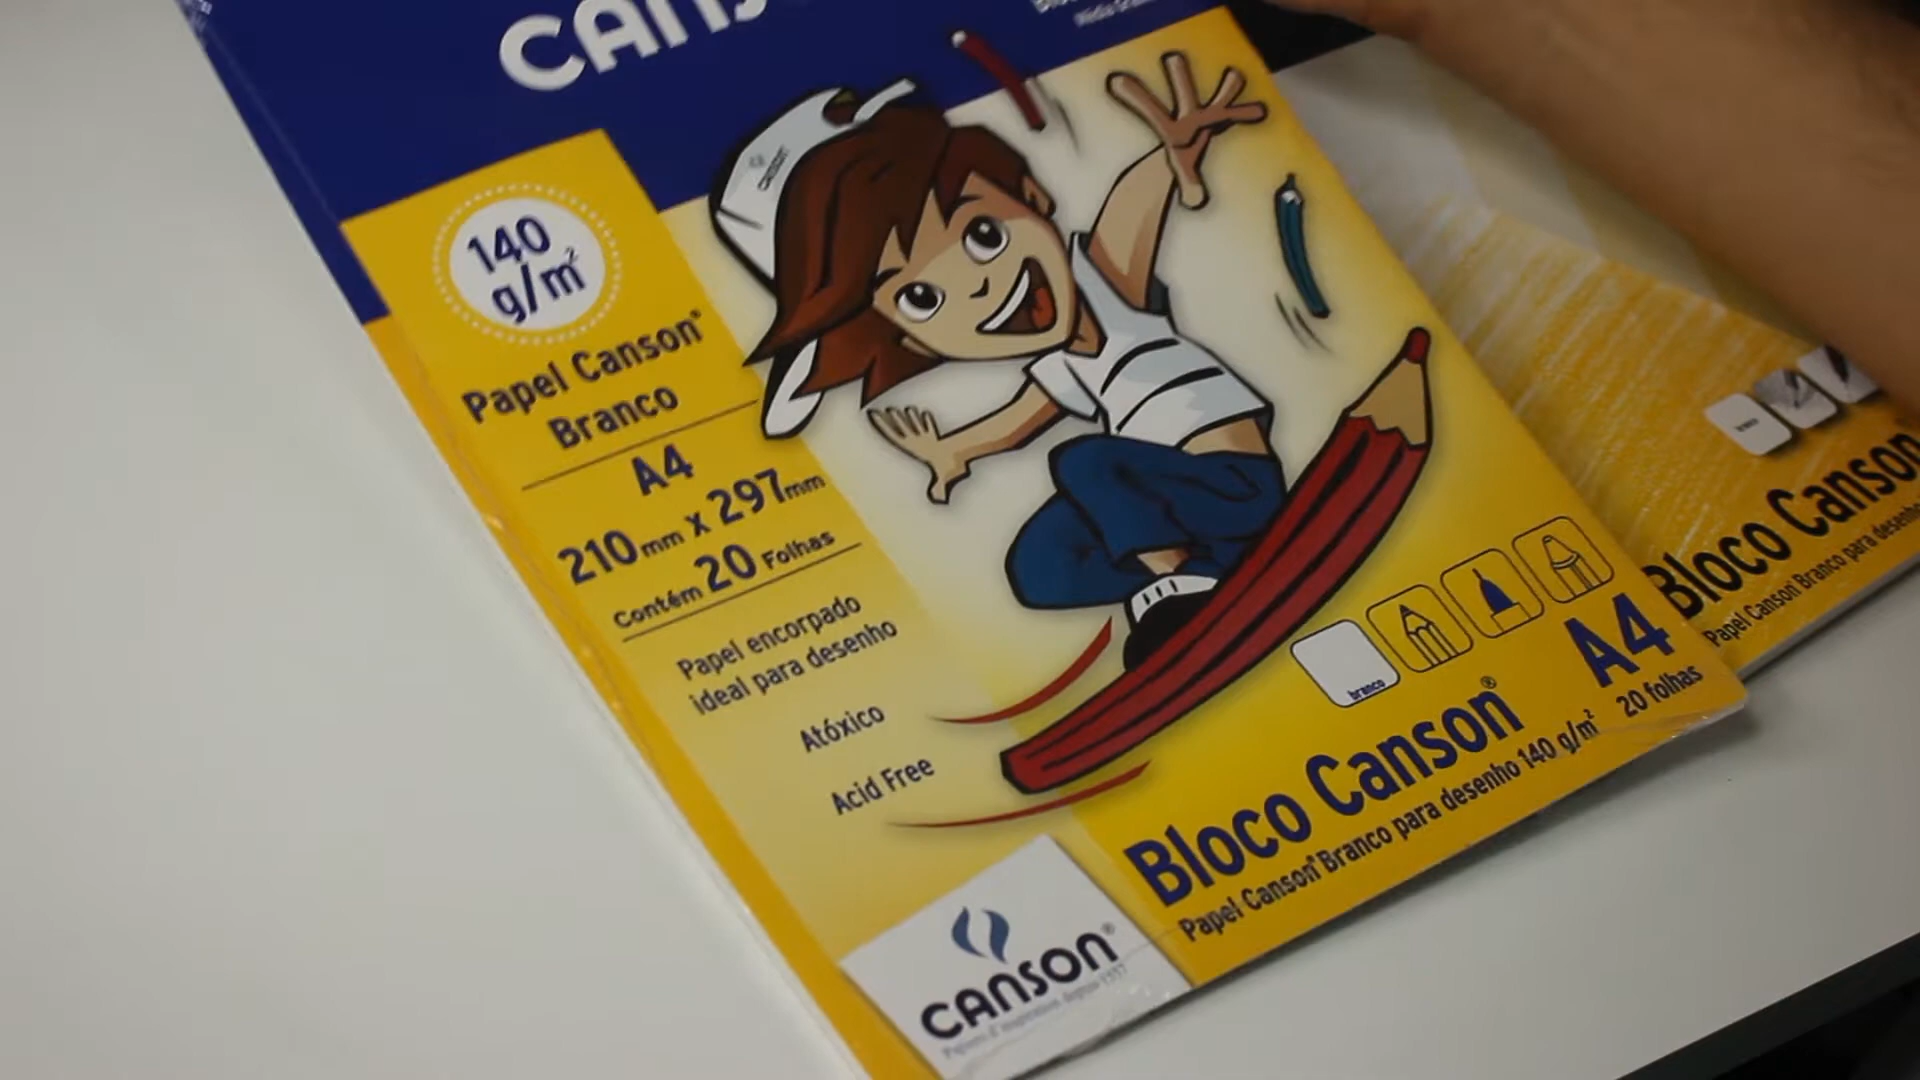 CANS
CANSON
140
g/m²
Papel Canson®
Branco
A4
210mm x 297mm
Contém 20 Folhas
Papel encorpado
ideal para desenho
Atóxico
Acid Free
branco
A4
20 folhas
Bloco Canson®
Papel Canson® Branco para desenho 140 g/m²
CANSON®
branco
Bloco Canson
Papel Canson® Branco para desenho